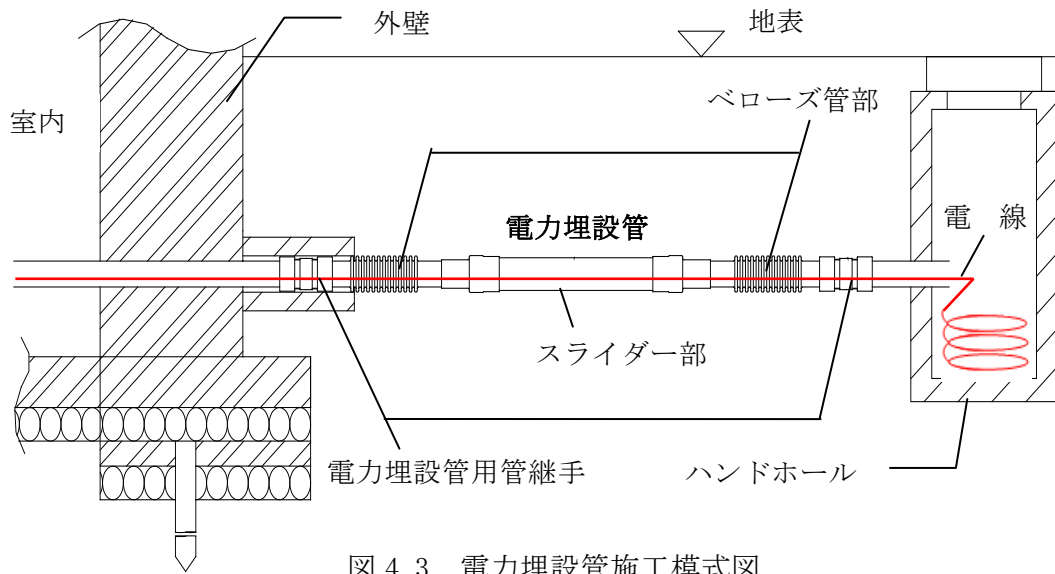 外壁
地表
室内
ベローズ管部
電力埋設管
電 線
スライダー部
電力埋設管用管継手
ハンドホール
図 4.3 電力埋設管施工模式図